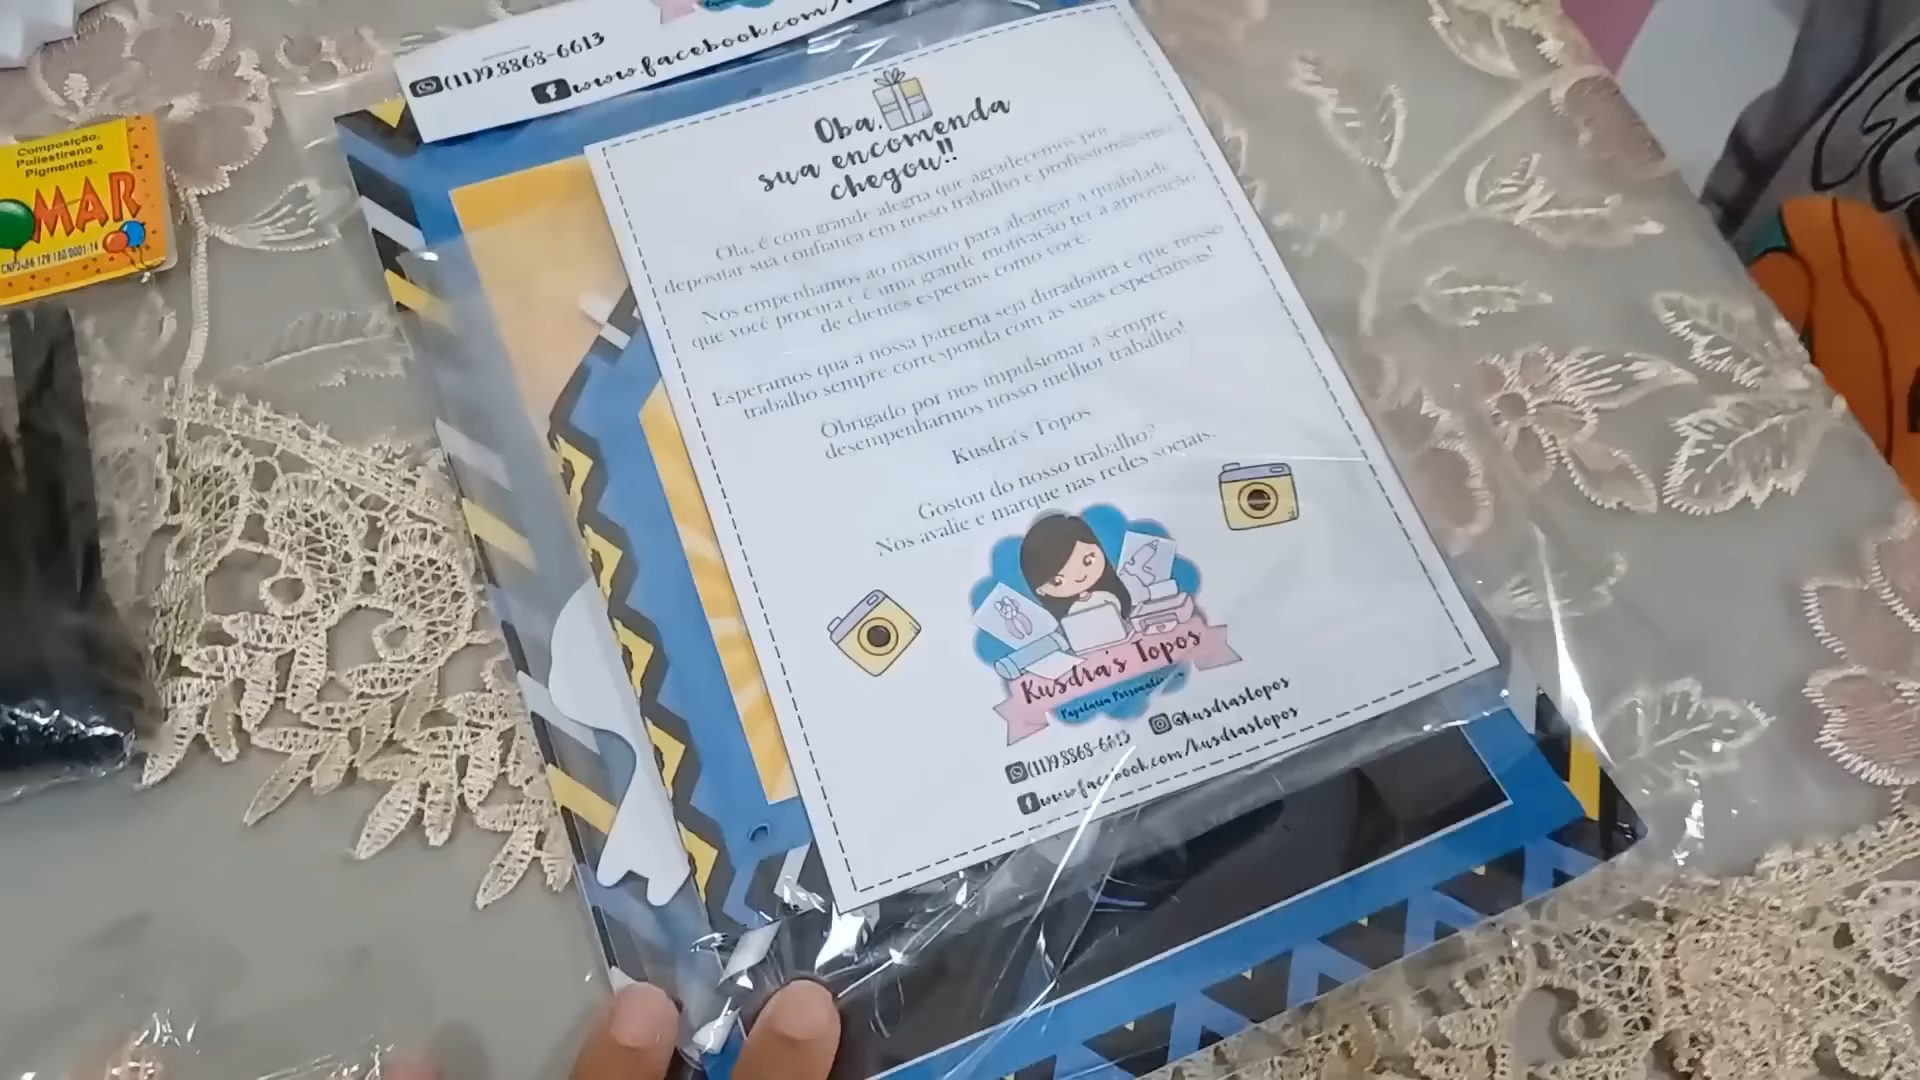 (11)9.8868-6613
www.facebook.com/
Composição:
Poliestireno e
Pigmentos.
MAR
Oba,
sua encomenda
chegou!!
Olá, é com grande alegria que agradecemos por
depositar sua confiança em nosso trabalho e profissionalismo
Nos empenhamos ao máximo para alcançar a qualidade
que você procura e é uma grande motivação ter a aprovação
de clientes especiais como você.
Esperamos qua a nossa parceria seja duradoura e que nosso
trabalho sempre corresponda com as suas expectativas!
Obrigado por nos impulsionar a sempre
desempenharmos nosso melhor trabalho!
Kusdra's Topos
Gostou do nosso trabalho?
Nos avalie e marque nas redes sociais.
Kusdra's Topos
Papelaria Personalizada
(11)9.8868-6613 @kusdrastopos
www.facebook.com/kusdrastopos